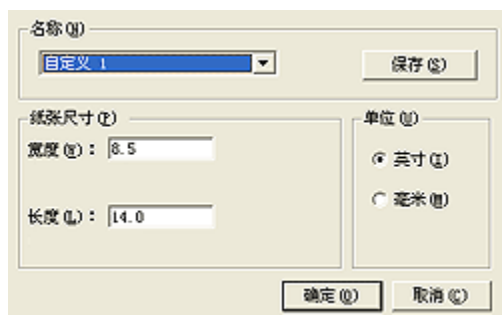 名称(N)
自定义 1
保存(S)
纸张尺寸(P)
宽度(W)： 8.5
长度(L)： 14.0
单位(U)
英寸(I)
毫米(M)
确定(O)
取消(C)